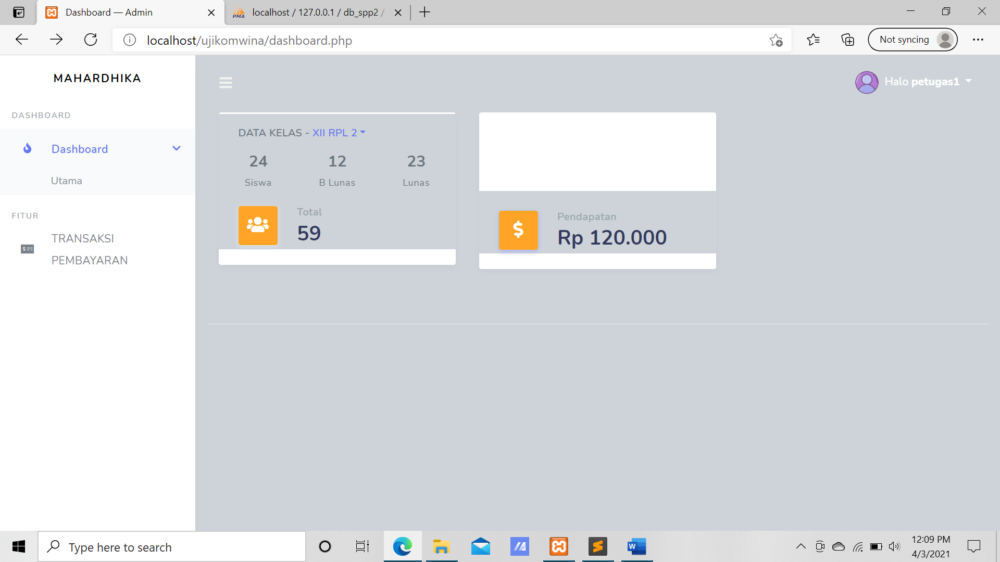 Dashboard — Admin
localhost / 127.0.0.1 / db_spp2 /
localhost/ujikomwina/dashboard.php
Not syncing
MAHARDHIKA
Halo petugas1
DASHBOARD
Dashboard
Utama
FITUR
TRANSAKSI
PEMBAYARAN
DATA KELAS - XII RPL 2
24 12 23
Siswa B Lunas Lunas
Total
59
Pendapatan
Rp 120.000
Type here to search
12:09 PM
4/3/2021